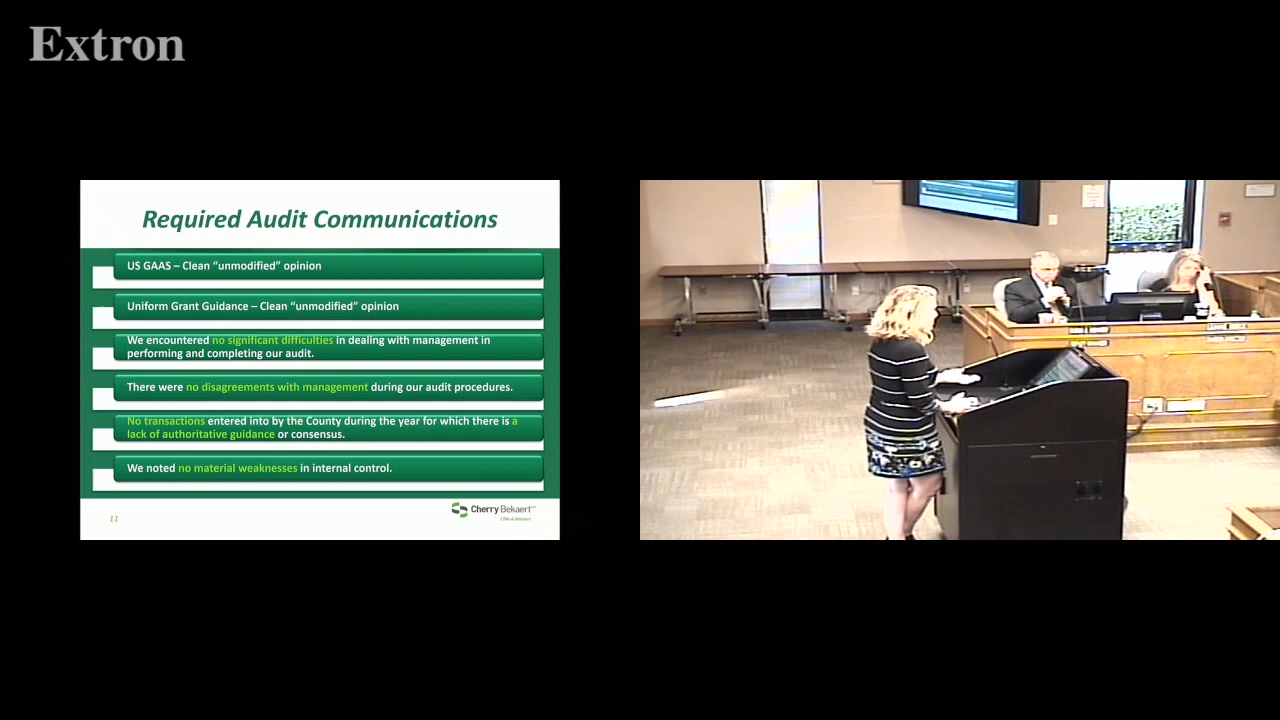 Extron
Required Audit Communications
US GAAS – Clean “unmodified” opinion
Uniform Grant Guidance – Clean “unmodified” opinion
We encountered no significant difficulties in dealing with management in
performing and completing our audit.
There were no disagreements with management during our audit procedures.
No transactions entered into by the County during the year for which there is a
lack of authoritative guidance or consensus.
We noted no material weaknesses in internal control.
11
Cherry Bekaert LLP
CPAs & Advisors